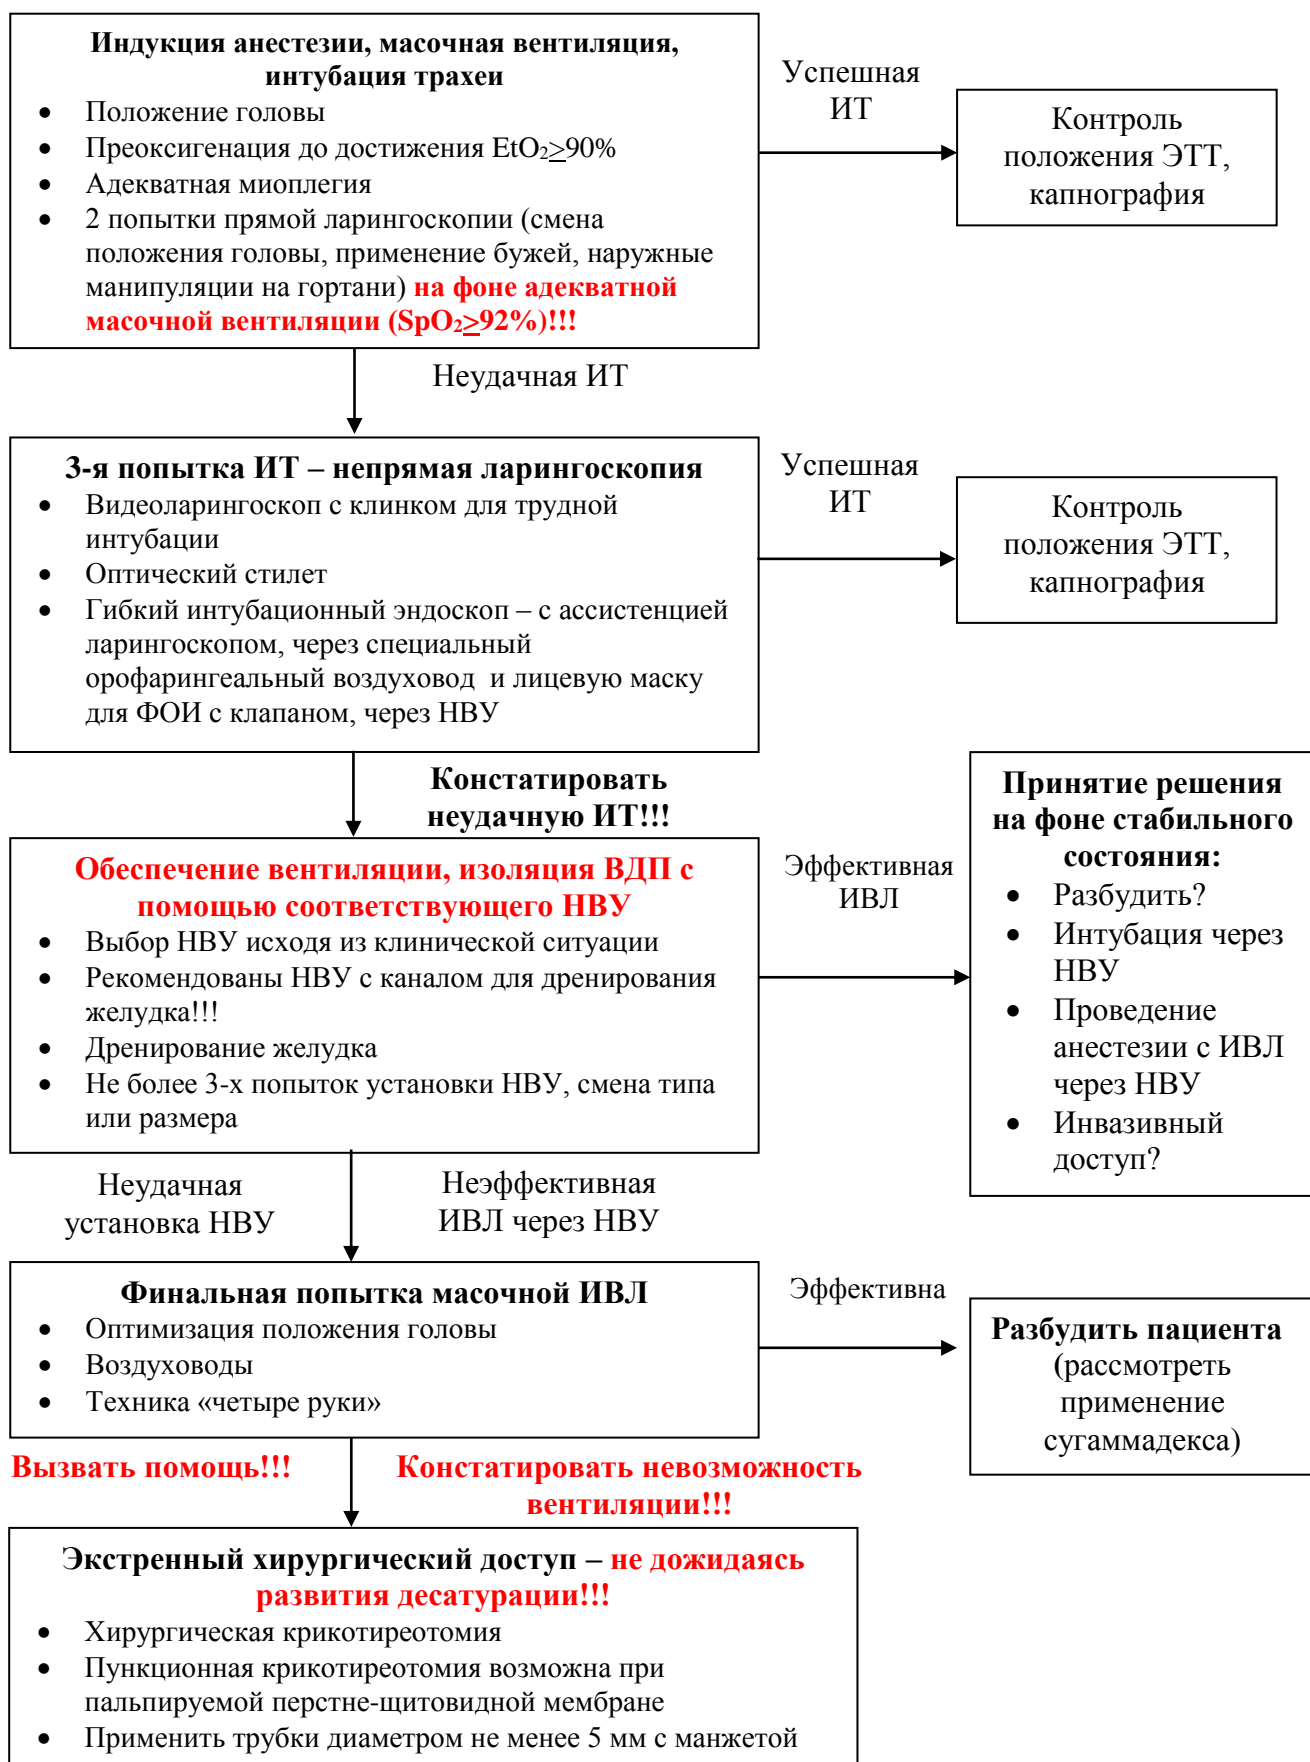 Индукция анестезии, масочная вентиляция,
интубация трахеи
• Положение головы
• Преоксигенация до достижения EtO₂≥90%
• Адекватная миоплегия
• 2 попытки прямой ларингоскопии (смена
положения головы, применение бужей, наружные
манипуляции на гортани) на фоне адекватной
масочной вентиляции (SpO₂≥92%)!!!
Успешная
ИТ
Контроль
положения ЭТТ,
капнография
Неудачная ИТ
3-я попытка ИТ – непрямая ларингоскопия
• Видеоларингоскоп с клинком для трудной
интубации
• Оптический стилет
• Гибкий интубационный эндоскоп – с ассистенцией
ларингоскопом, через специальный
орофарингеальный воздуховод и лицевую маску
для ФОИ с клапаном, через НВУ
Успешная
ИТ
Контроль
положения ЭТТ,
капнография
Констатировать
неудачную ИТ!!!
Обеспечение вентиляции, изоляция ВДП с
помощью соответствующего НВУ
• Выбор НВУ исходя из клинической ситуации
• Рекомендованы НВУ с каналом для дренирования
желудка!!!
• Дренирование желудка
• Не более 3-х попыток установки НВУ, смена типа
или размера
Эффективная
ИВЛ
Принятие решения
на фоне стабильного
состояния:
• Разбудить?
• Интубация через
НВУ
• Проведение
анестезии с ИВЛ
через НВУ
• Инвазивный
доступ?
Неудачная
установка НВУ
Неэффективная
ИВЛ через НВУ
Финальная попытка масочной ИВЛ
• Оптимизация положения головы
• Воздуховоды
• Техника «четыре руки»
Эффективна
Разбудить пациента
(рассмотреть
применение
сугаммадекса)
Вызвать помощь!!!
Констатировать невозможность
вентиляции!!!
Экстренный хирургический доступ – не дожидаясь
развития десатурации!!!
• Хирургическая крикотиреотомия
• Пункционная крикотиреотомия возможна при
пальпируемой перстне-щитовидной мембране
• Применить трубки диаметром не менее 5 мм с манжетой